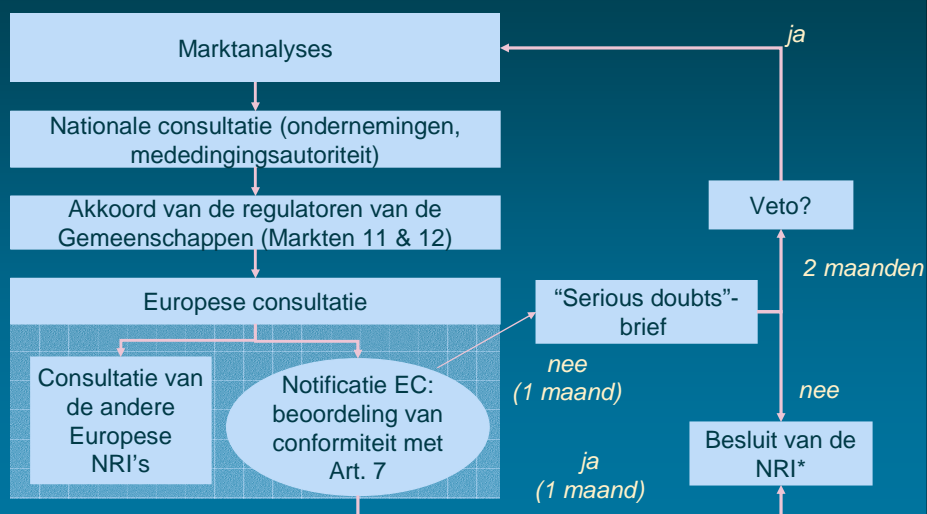 Marktanalyses
Nationale consultatie (ondernemingen,
mededingingsautoriteit)
Akkoord van de regulatoren van de
Gemeenschappen (Markten 11 & 12)
Europese consultatie
Consultatie van
de andere
Europese
NRI's
Notificatie EC:
beoordeling van
conformiteit met
Art. 7
“Serious doubts”-
brief
nee
(1 maand)
ja
(1 maand)
ja
Veto?
2 maanden
nee
Besluit van de
NRI*